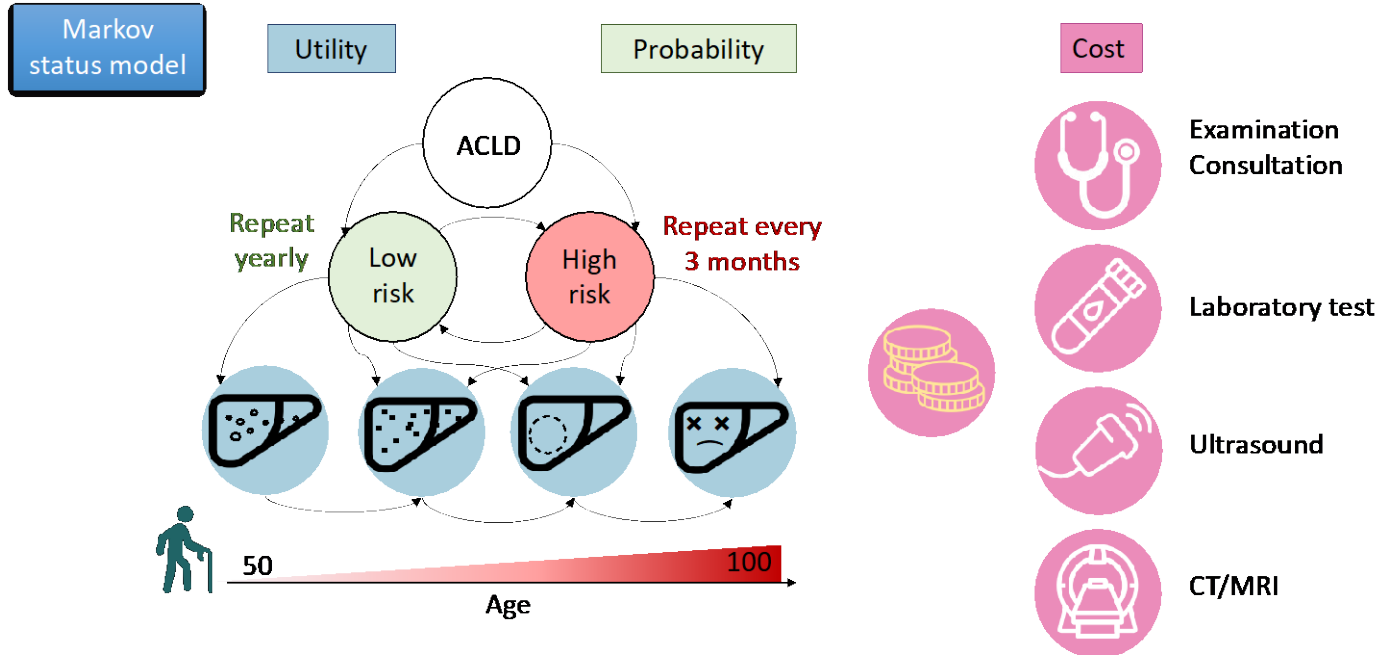 Markov
status model
Utility
Probability
Cost
ACLD
Examination
Consultation
Repeat
yearly
Low
risk
High
risk
Repeat every
3 months
Laboratory test
Ultrasound
50
100
Age
CT/MRI